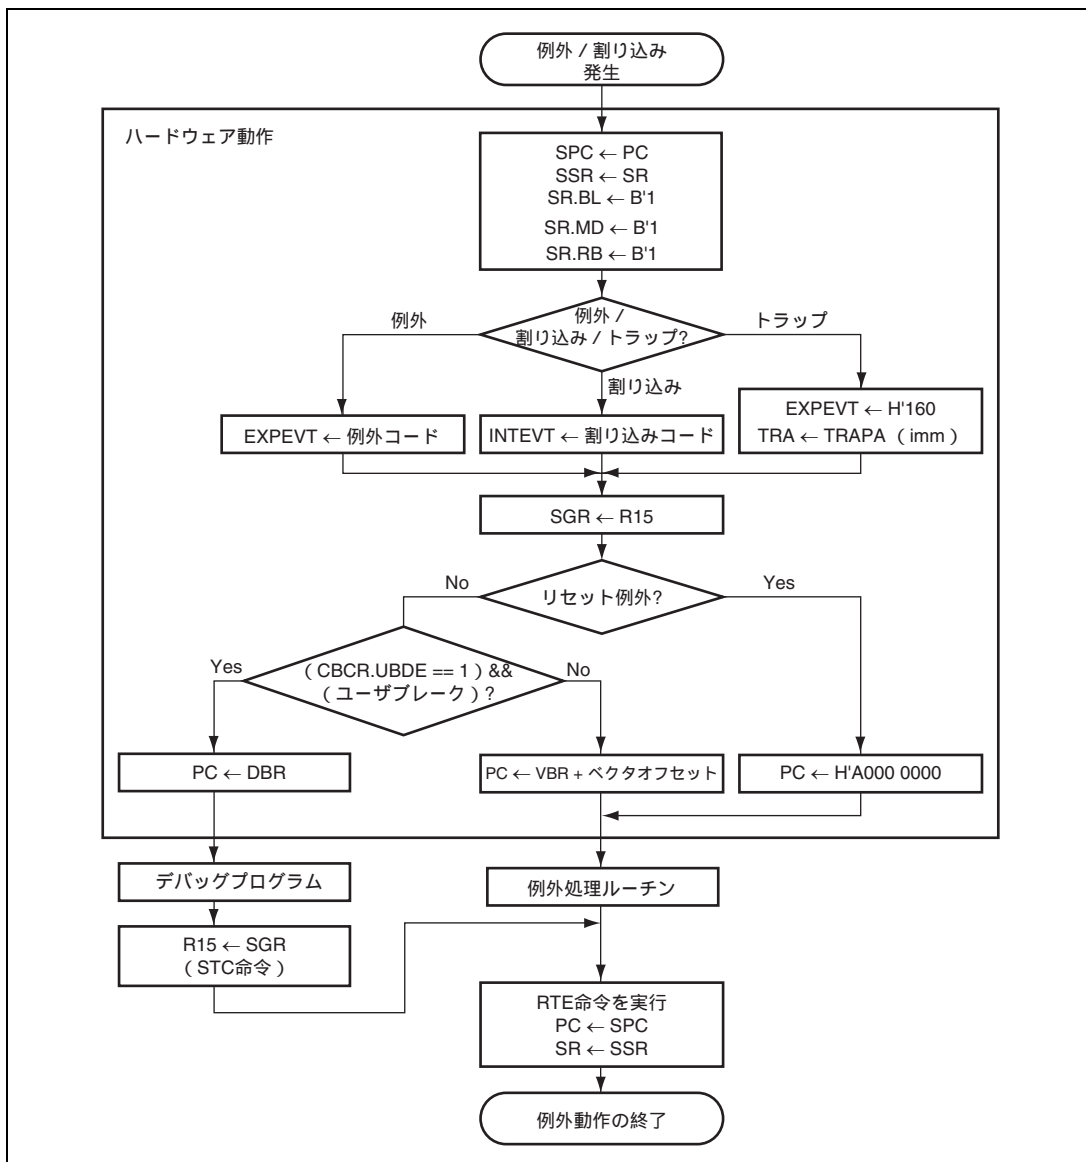 例外 / 割り込み
発生
ハードウェア動作
SPC ← PC
SSR ← SR
SR.BL ← B'1
SR.MD ← B'1
SR.RB ← B'1
例外
例外 /
割り込み / トラップ?
トラップ
割り込み
EXPEVT ← 例外コード
INTEVT ← 割り込みコード
EXPEVT ← H'160
TRA ← TRAPA （imm）
SGR ← R15
No
リセット例外?
Yes
Yes
（CBCR.UBDE == 1）&&
（ユーザブレーク）?
No
PC ← DBR
PC ← VBR + ベクタオフセット
PC ← H'A000 0000
デバッグプログラム
例外処理ルーチン
R15 ← SGR
（STC命令）
RTE命令を実行
PC ← SPC
SR ← SSR
例外動作の終了